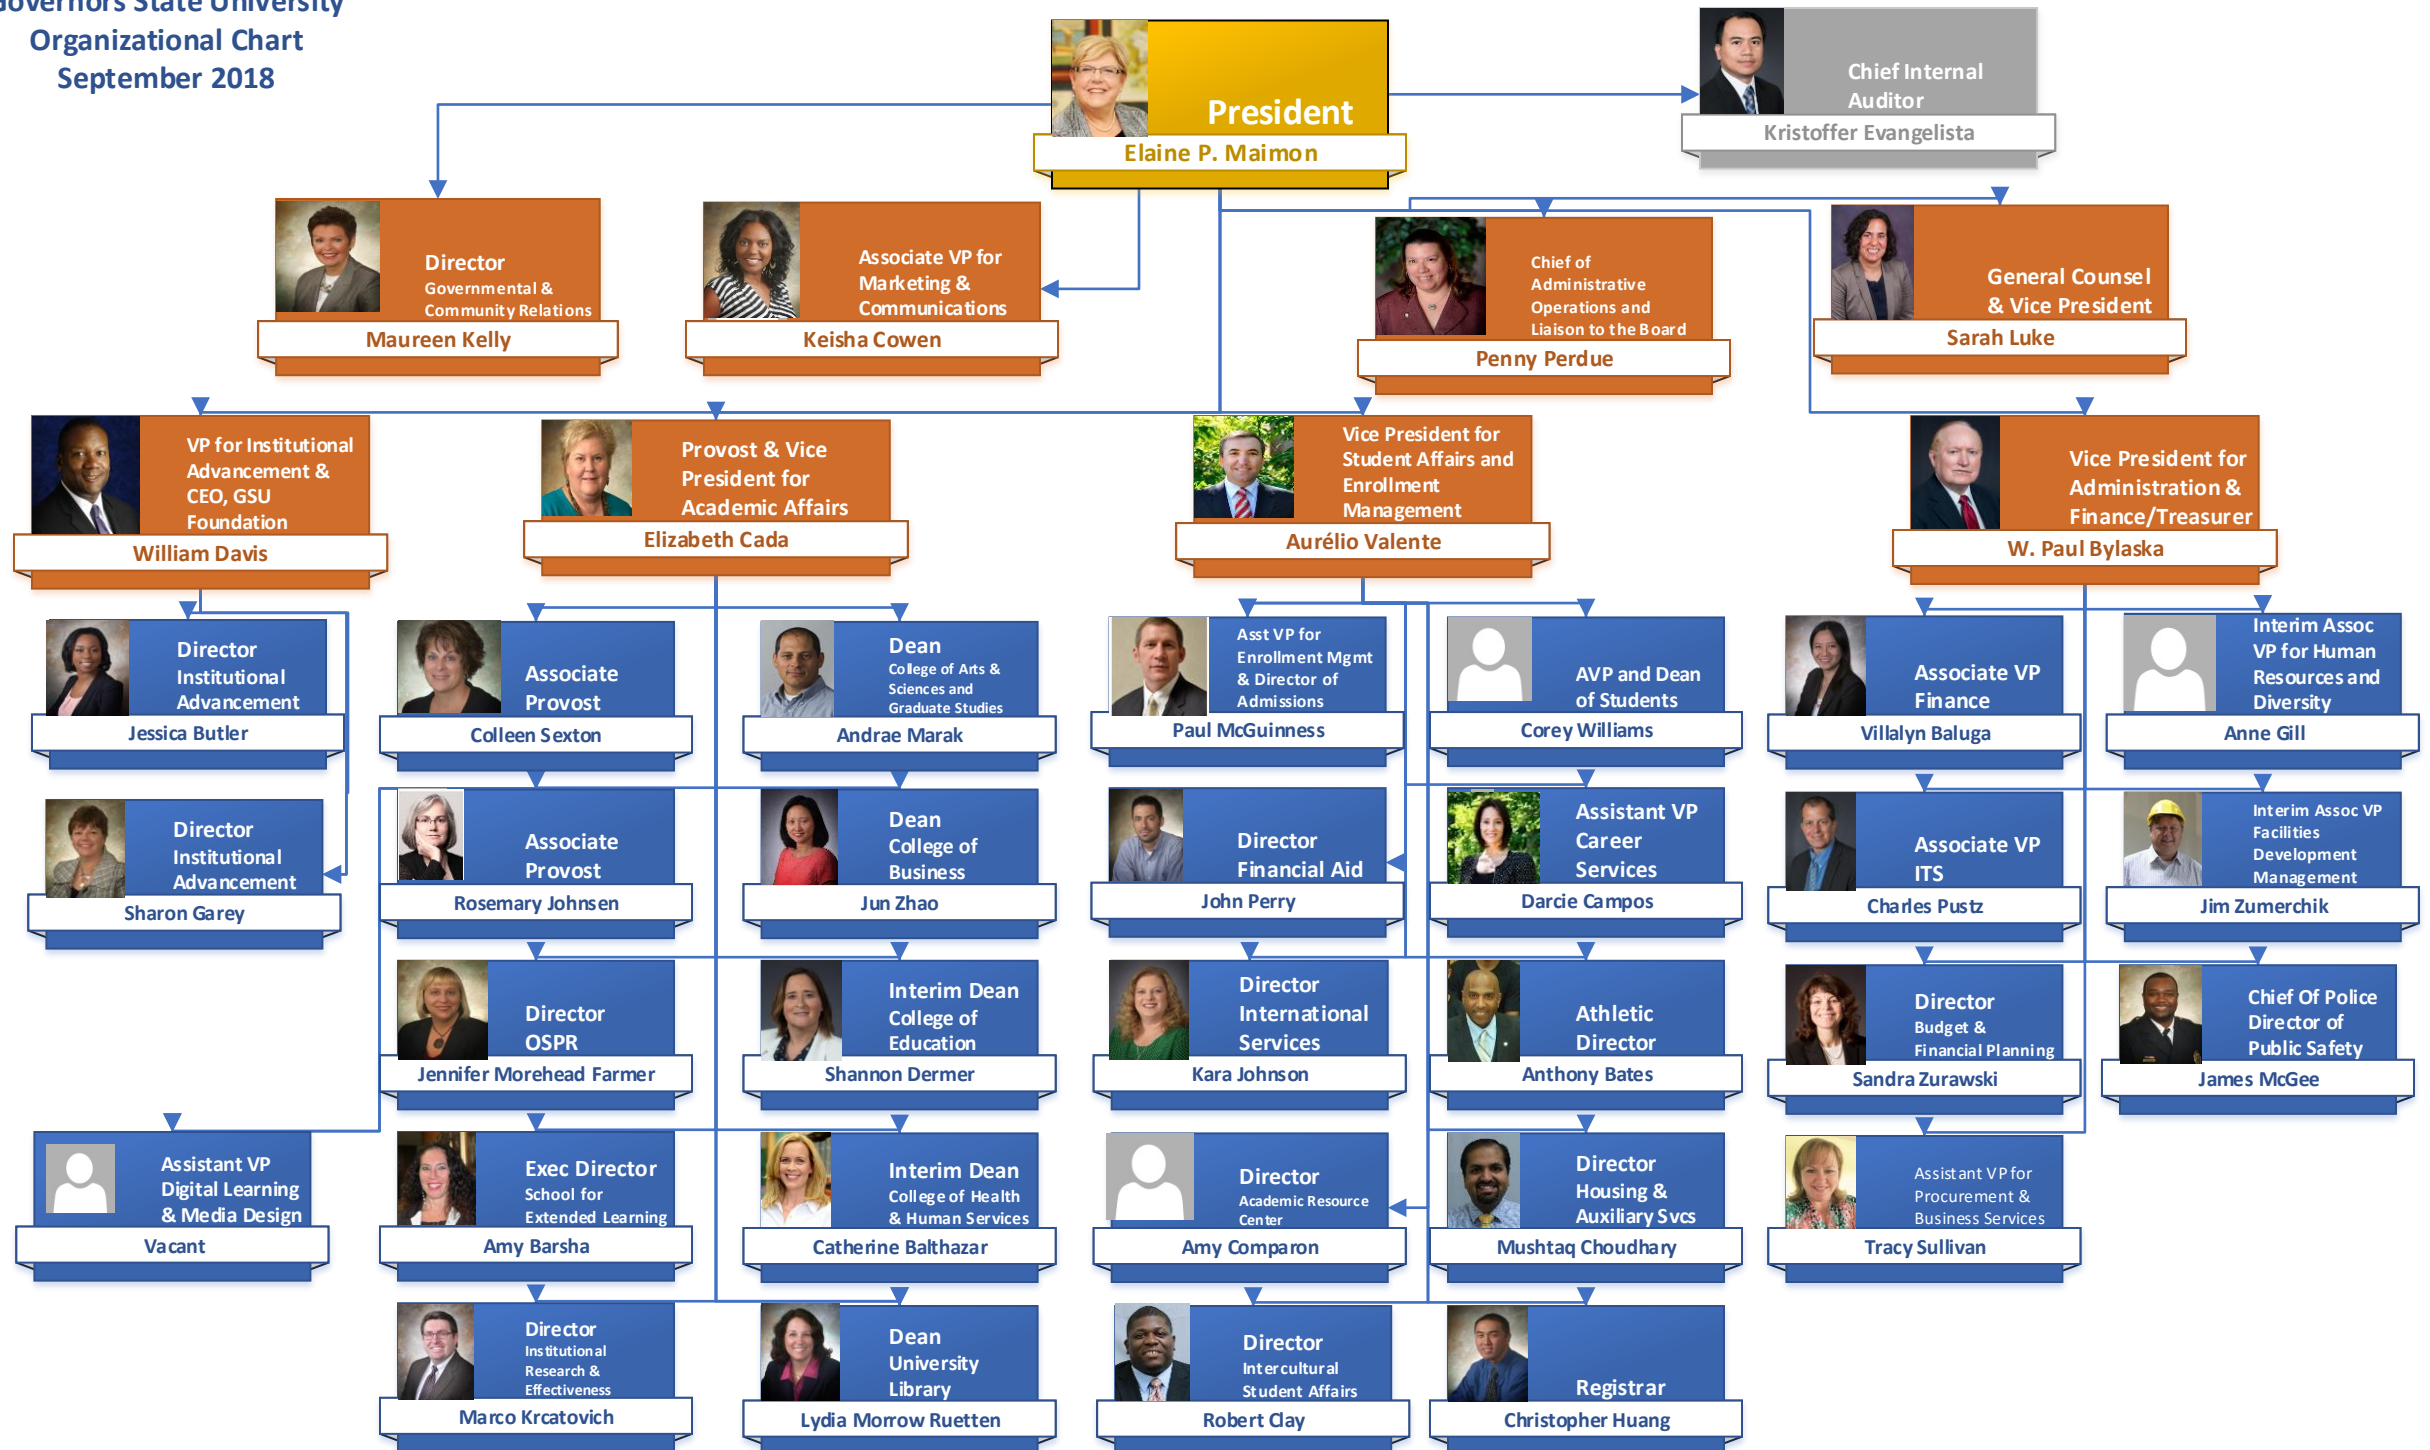 Governors State University
Organizational Chart
September 2018
President
Elaine P. Maimon
Chief Internal
Auditor
Kristoffer Evangelista
Director
Governmental &
Community Relations
Maureen Kelly
Associate VP for
Marketing &
Communications
Keisha Cowen
Chief of
Administrative
Operations and
Liaison to the Board
Penny Perdue
General Counsel
& Vice President
Sarah Luke
VP for Institutional
Advancement &
CEO, GSU
Foundation
William Davis
Provost & Vice
President for
Academic Affairs
Elizabeth Cada
Vice President for
Student Affairs and
Enrollment
Management
Aurélio Valente
Vice President for
Administration &
Finance/Treasurer
W. Paul Bylaska
Director
Institutional
Advancement
Jessica Butler
Associate
Provost
Colleen Sexton
Dean
College of Arts &
Sciences and
Graduate Studies
Andrae Marak
Asst VP for
Enrollment Mgmt
& Director of
Admissions
Paul McGuinness
AVP and Dean
of Students
Corey Williams
Associate VP
Finance
Villalyn Baluga
Interim Assoc
VP for Human
Resources and
Diversity
Anne Gill
Director
Institutional
Advancement
Sharon Garey
Associate
Provost
Rosemary Johnsen
Dean
College of
Business
Jun Zhao
Director
Financial Aid
John Perry
Assistant VP
Career
Services
Darcie Campos
Associate VP
ITS
Charles Pustz
Interim Assoc VP
Facilities
Development
Management
Jim Zumerchik
Director
OSPR
Jennifer Morehead Farmer
Interim Dean
College of
Education
Shannon Dermer
Director
International
Services
Kara Johnson
Athletic
Director
Anthony Bates
Director
Budget &
Financial Planning
Sandra Zurawski
Chief Of Police
Director of
Public Safety
James McGee
Assistant VP
Digital Learning
& Media Design
Vacant
Exec Director
School for
Extended Learning
Amy Barsha
Interim Dean
College of Health
& Human Services
Catherine Balthazar
Director
Academic Resource
Center
Amy Comparon
Director
Housing &
Auxiliary Svcs
Mushtaq Choudhary
Assistant VP for
Procurement &
Business Services
Tracy Sullivan
Director
Institutional
Research &
Effectiveness
Marco Krcatovich
Dean
University
Library
Lydia Morrow Ruetten
Director
Intercultural
Student Affairs
Robert Clay
Registrar
Christopher Huang